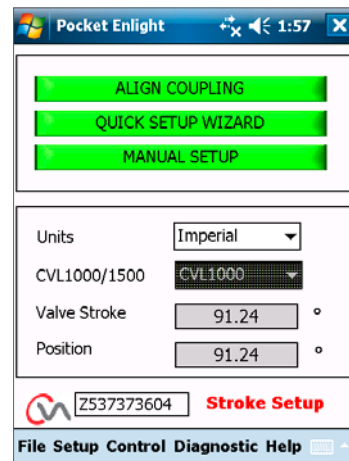 Pocket Enlight 1:57
ALIGN COUPLING
QUICK SETUP WIZARD
MANUAL SETUP
Units Imperial
CVL1000/1500 CVL1000
Valve Stroke 91.24 °
Position 91.24 °
Z537373604 Stroke Setup
File Setup Control Diagnostic Help